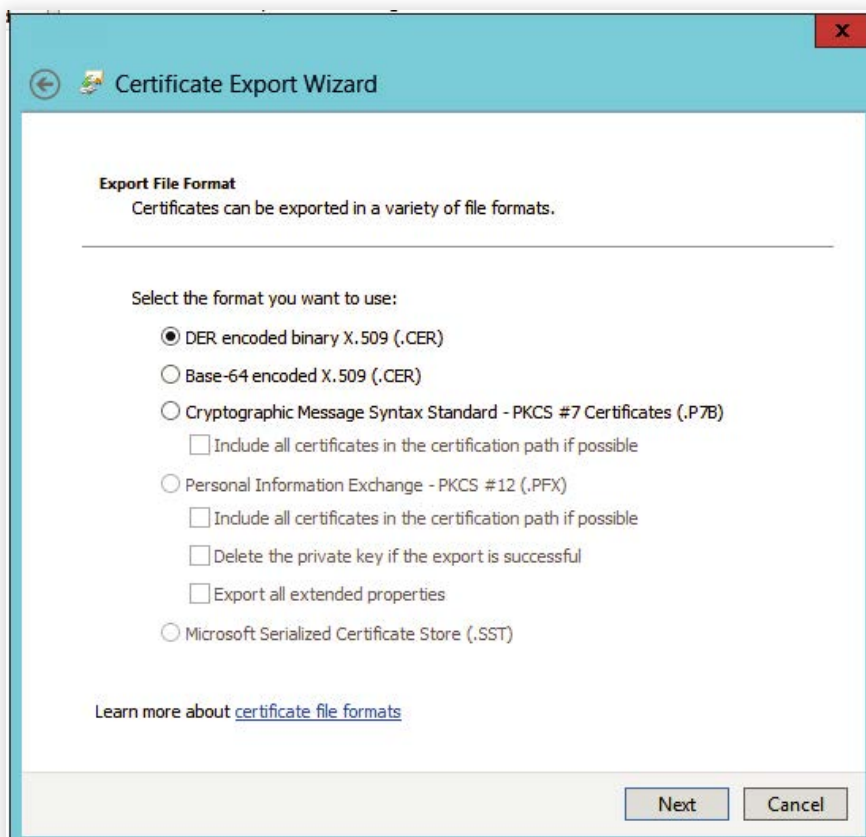 x
Certificate Export Wizard
Export File Format
Certificates can be exported in a variety of file formats.
Select the format you want to use:
DER encoded binary X.509 (.CER)
Base-64 encoded X.509 (.CER)
Cryptographic Message Syntax Standard - PKCS #7 Certificates (.P7B)
Include all certificates in the certification path if possible
Personal Information Exchange - PKCS #12 (.PFX)
Include all certificates in the certification path if possible
Delete the private key if the export is successful
Export all extended properties
Microsoft Serialized Certificate Store (.SST)
Learn more about certificate file formats
Next Cancel